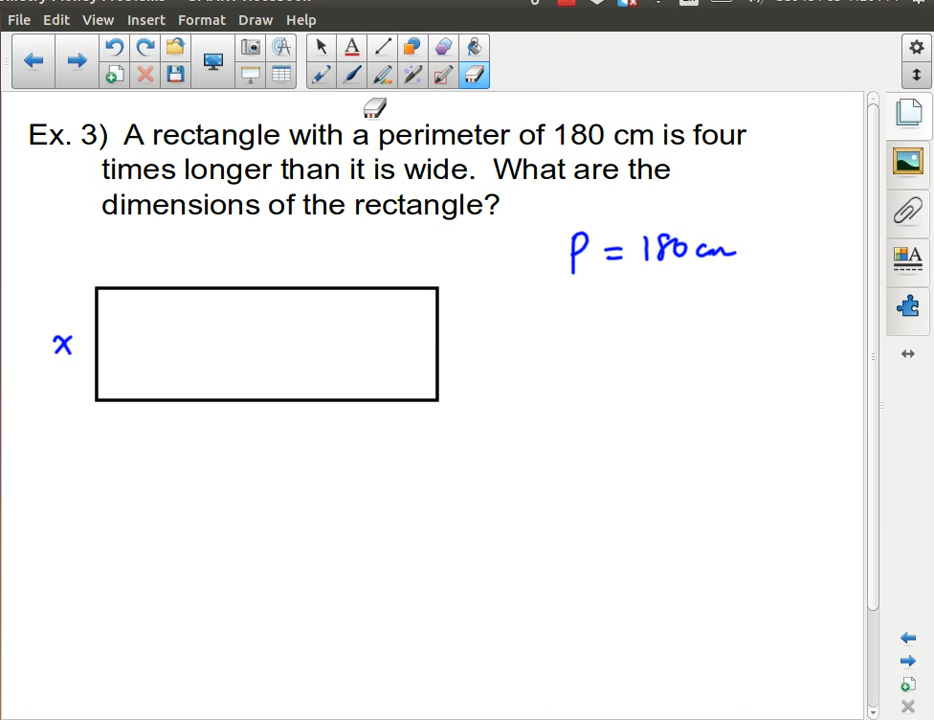 File Edit View Insert Format Draw Help
Ex. 3) A rectangle with a perimeter of 180 cm is four
times longer than it is wide. What are the
dimensions of the rectangle?
P = 180 cm
x